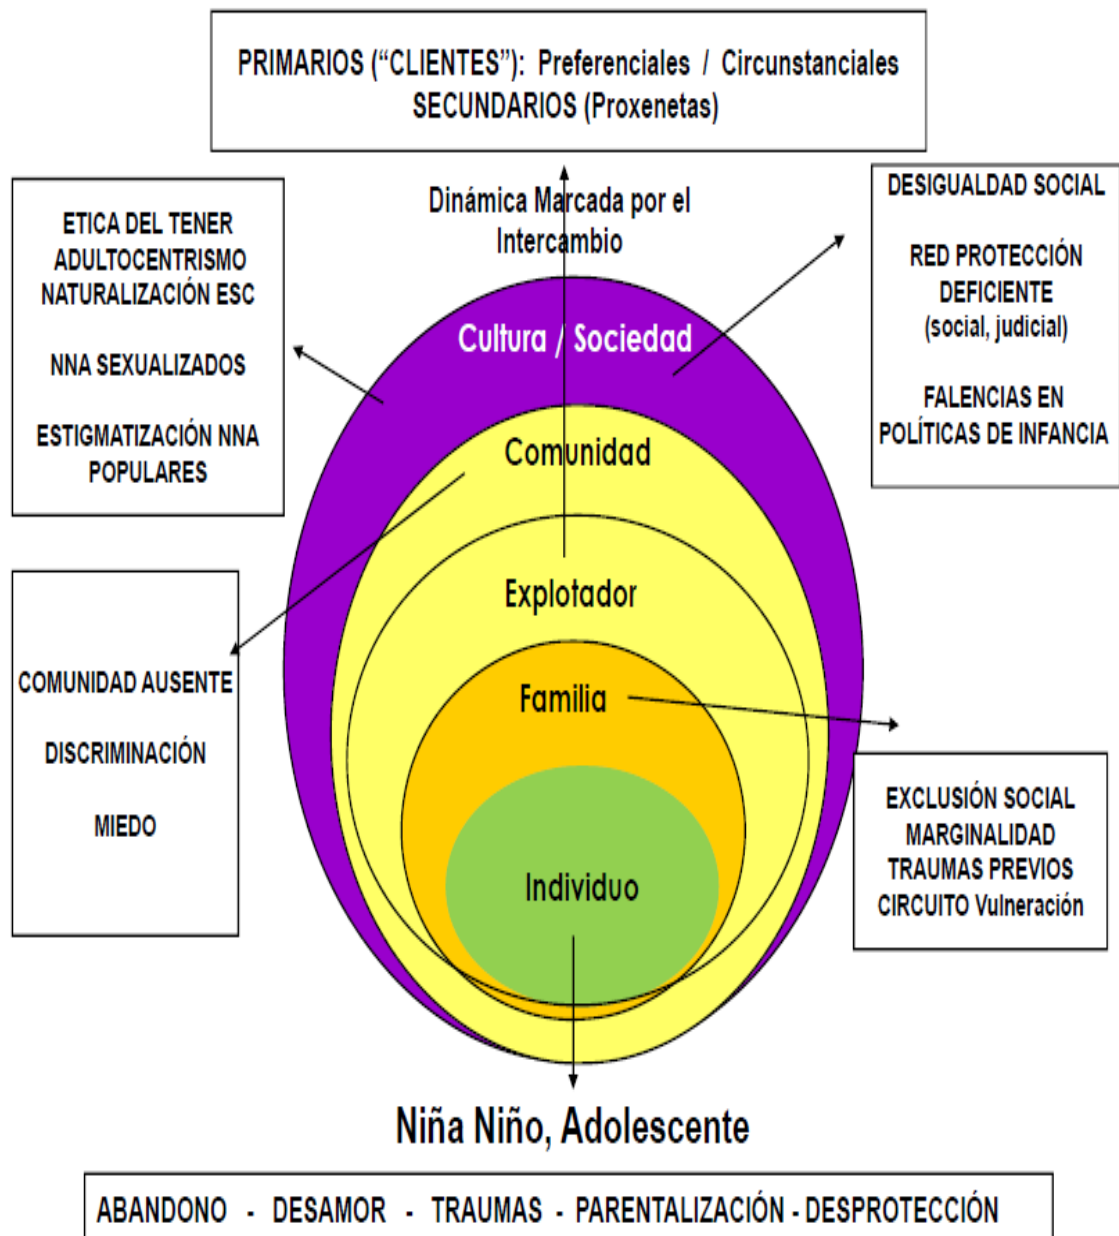 PRIMARIOS (“CLIENTES”): Preferenciales / Circunstanciales
SECUNDARIOS (Proxenetas)
Dinámica Marcada por el
Intercambio
ETICA DEL TENER
ADULTOCENTRISMO
NATURALIZACIÓN ESC
NNA SEXUALIZADOS
ESTIGMATIZACIÓN NNA
POPULARES
DESIGUALDAD SOCIAL
RED PROTECCIÓN
DEFICIENTE
(social, judicial)
FALENCIAS EN
POLÍTICAS DE INFANCIA
Cultura / Sociedad
Comunidad
Explotador
Familia
Individuo
COMUNIDAD AUSENTE
DISCRIMINACIÓN
MIEDO
EXCLUSIÓN SOCIAL
MARGINALIDAD
TRAUMAS PREVIOS
CIRCUITO Vulneración
Niña Niño, Adolescente
ABANDONO - DESAMOR - TRAUMAS - PARENTALIZACIÓN - DESPROTECCIÓN